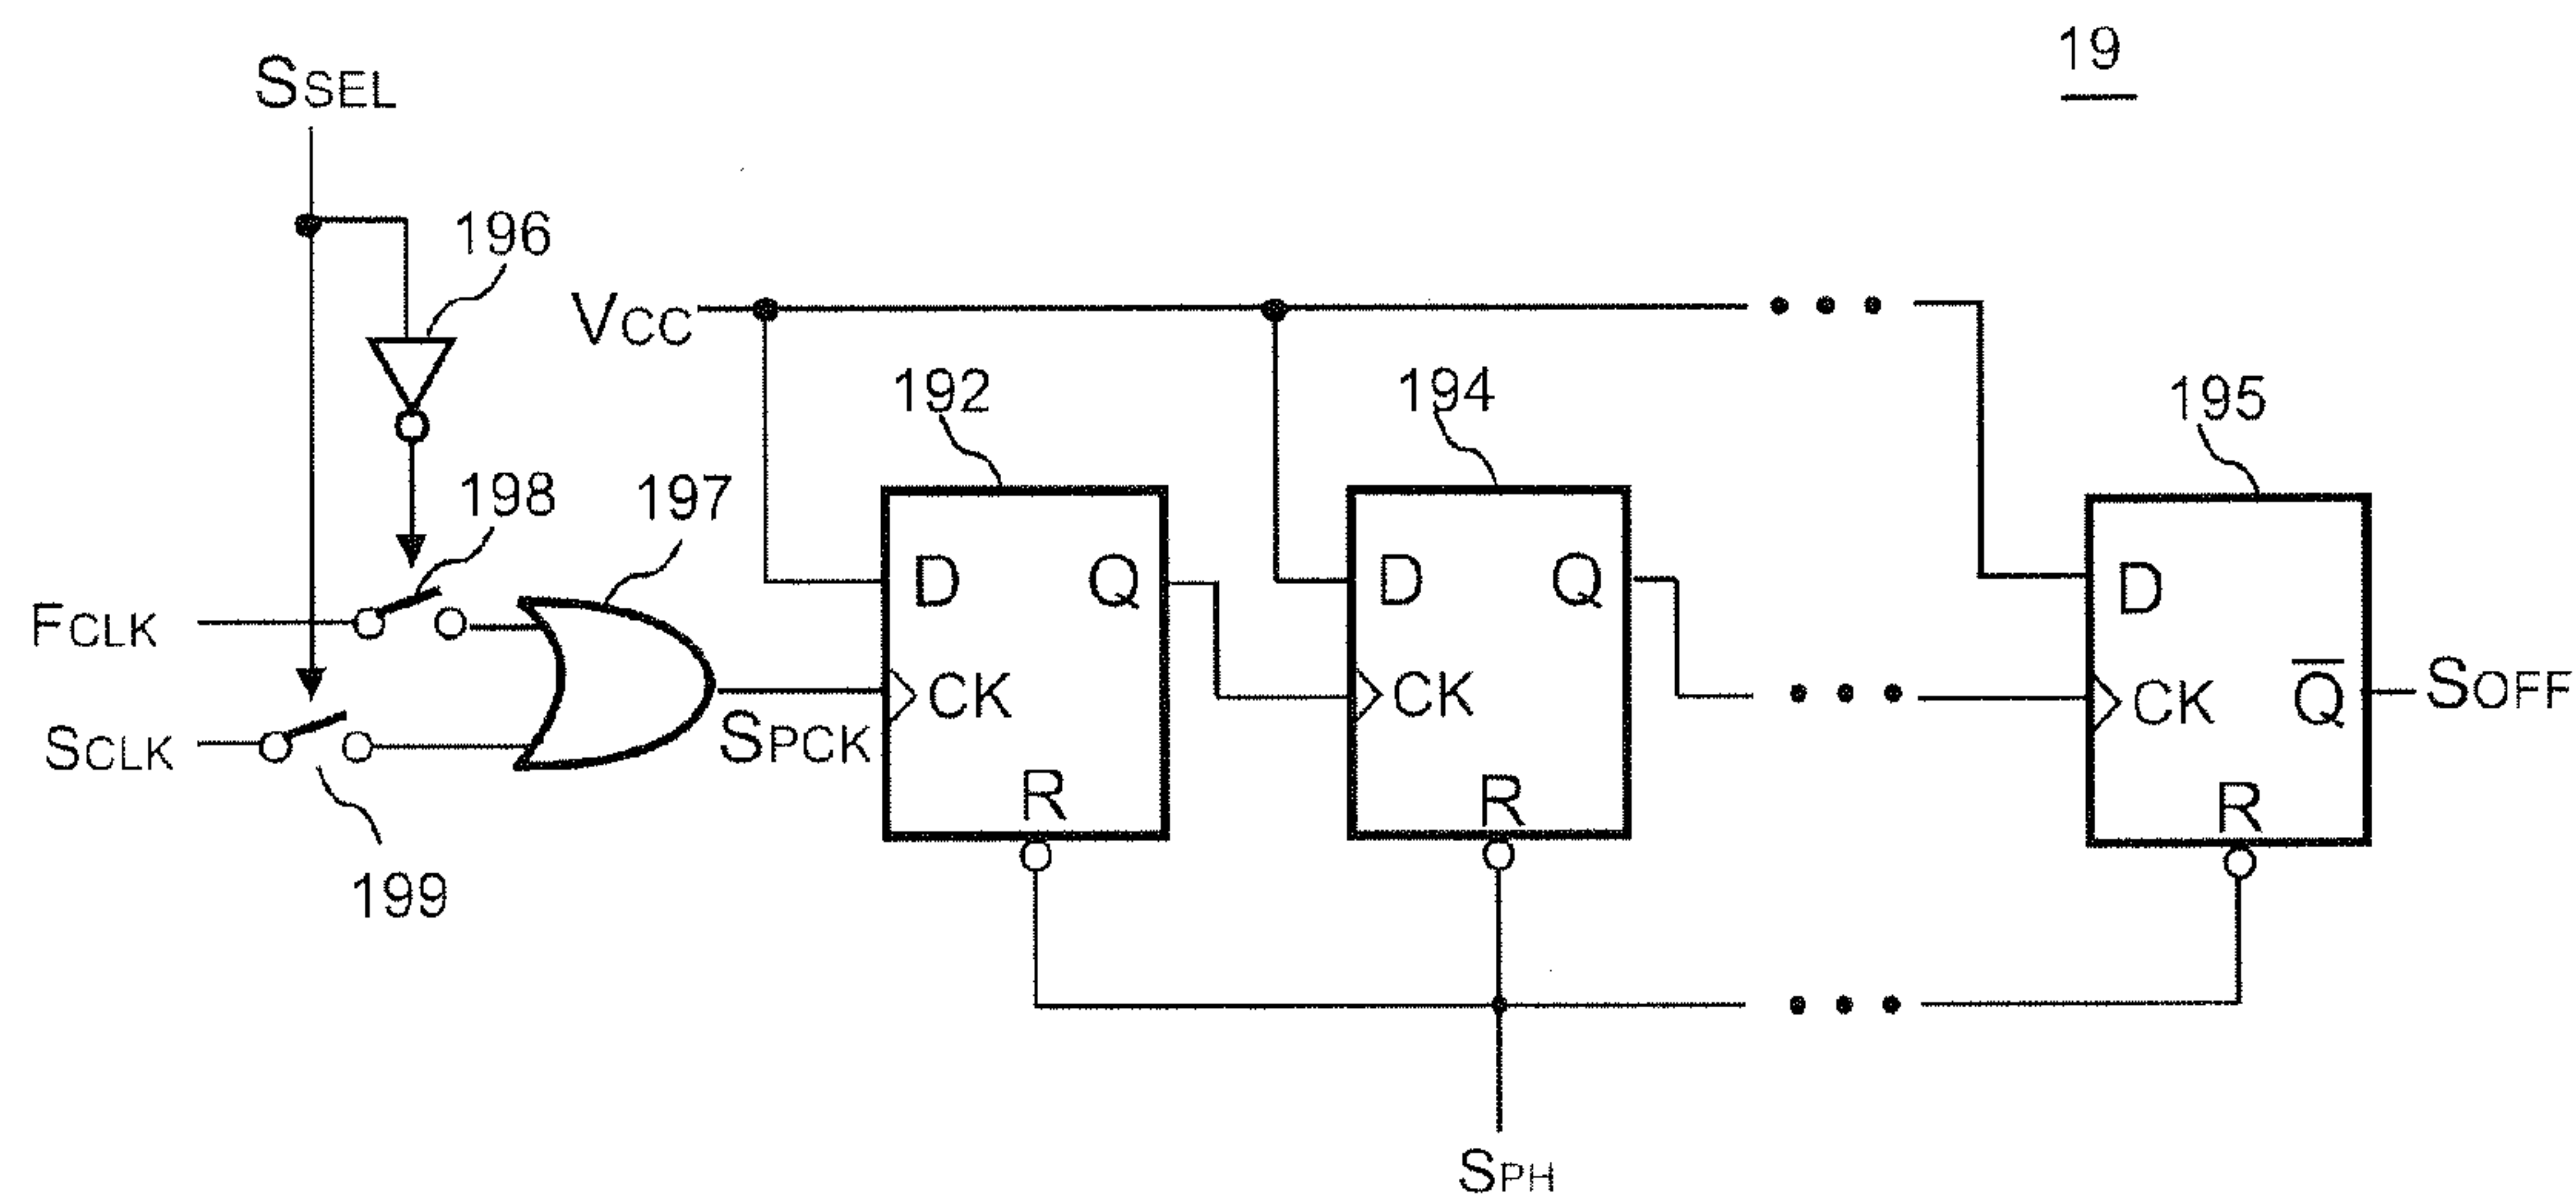 19
SSEL
196
VCC
192
194
195
198
197
D
Q
D
Q
D
FCLK
CK
CK
CK
Q̅
SOFF
SCLK
SPCK
R
R
R
199
SPH